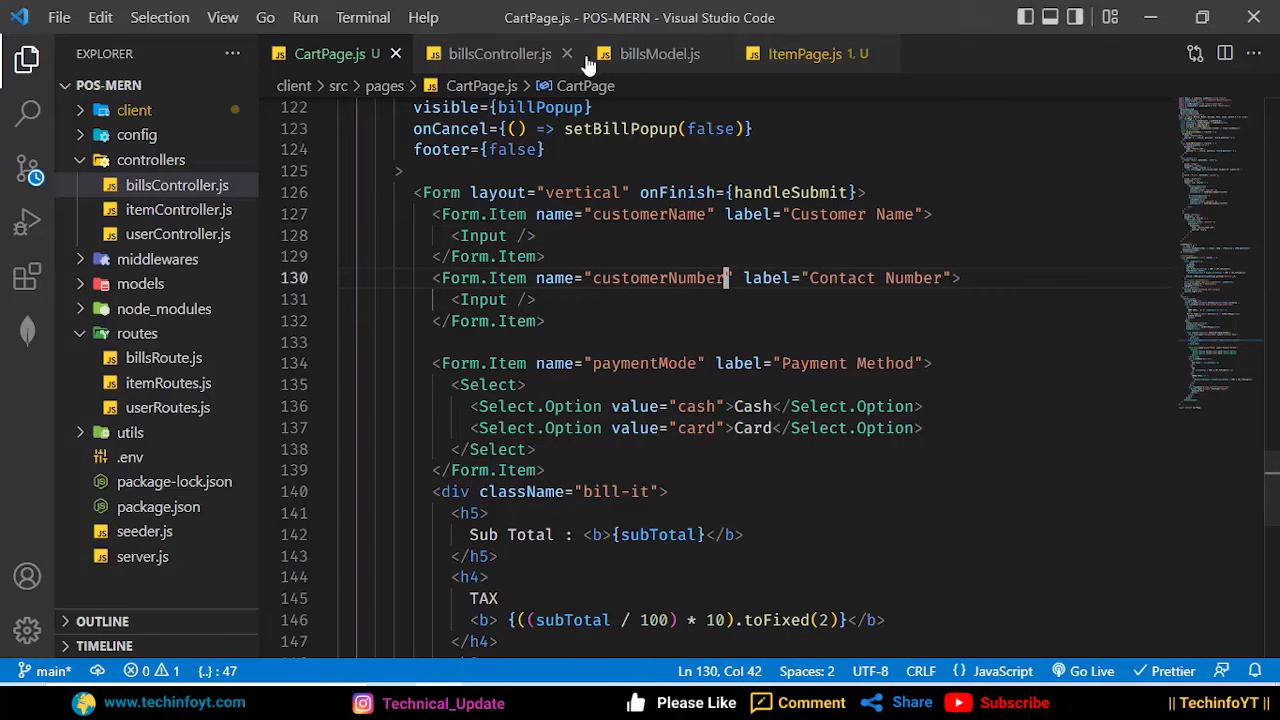 File Edit Selection View Go Run Terminal Help CartPage.js - POS-MERN - Visual Studio Code
EXPLORER
CartPage.js U
billsController.js
billsModel.js
ItemPage.js 1, U
POS-MERN
client > src > pages > CartPage.js > CartPage
client
config
controllers
billsController.js
itemController.js
userController.js
middlewares
models
node_modules
routes
billsRoute.js
itemRoutes.js
userRoutes.js
utils
.env
package-lock.json
package.json
seeder.js
server.js
OUTLINE
TIMELINE
122 visible={billPopup}
123 onCancel={() => setBillPopup(false)}
124 footer={false}
125 >
126 <Form layout="vertical" onFinish={handleSubmit}>
127 <Form.Item name="customerName" label="Customer Name">
128 <Input />
129 </Form.Item>
130 <Form.Item name="customerNumber" label="Contact Number">
131 <Input />
132 </Form.Item>
133
134 <Form.Item name="paymentMode" label="Payment Method">
135 <Select>
136 <Select.Option value="cash">Cash</Select.Option>
137 <Select.Option value="card">Card</Select.Option>
138 </Select>
139 </Form.Item>
140 <div className="bill-it">
141 <h5>
142 Sub Total : <b>{subTotal}</b>
143 </h5>
144 <h4>
145 TAX
146 <b> {((subTotal / 100) * 10).toFixed(2)}</b>
147 </h4>
main* 0 1 {..} : 47 Ln 130, Col 42 Spaces: 2 UTF-8 CRLF {} JavaScript Go Live Prettier
www.techinfoyt.com Technical_Update Please Like Comment Share Subscribe || TechinfoYT ||